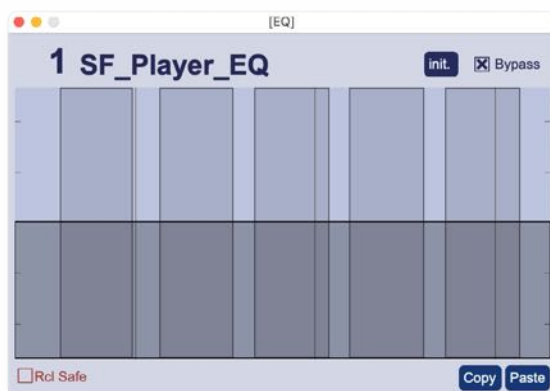 [EQ]
1 SF_Player_EQ
init.
Bypass
Rcl Safe
Copy Paste